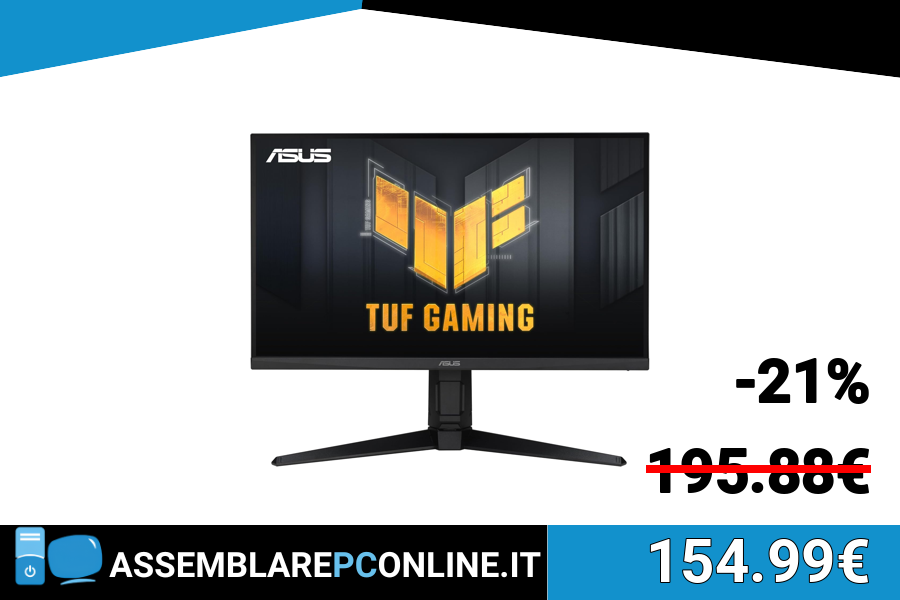 ASUS
TUF GAMING
ASUS
-21%
195.88€
ASSEMBLAREPCONLINE.IT
154.99€